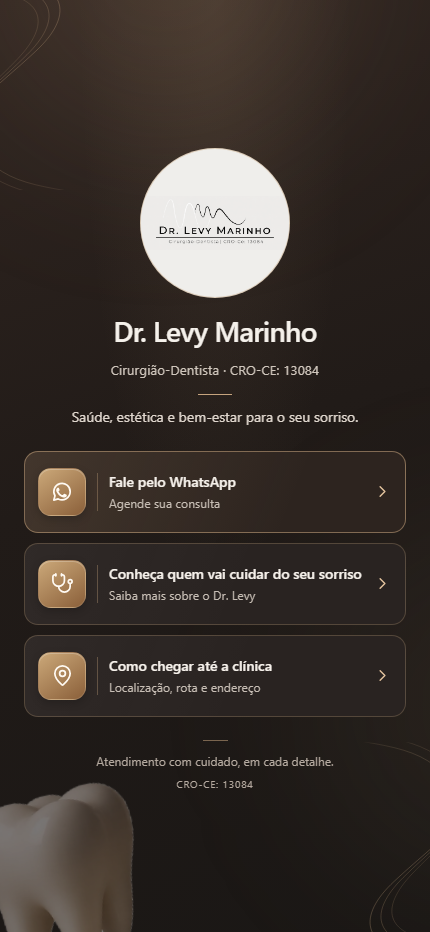 Dr. Levy Marinho
Cirurgião-Dentista | CRO-CE: 13084
Dr. Levy Marinho
Cirurgião-Dentista · CRO-CE: 13084
Saúde, estética e bem-estar para o seu sorriso.
Fale pelo WhatsApp
Agende sua consulta
Conheça quem vai cuidar do seu sorriso
Saiba mais sobre o Dr. Levy
Como chegar até a clínica
Localização, rota e endereço
Atendimento com cuidado, em cada detalhe.
CRO-CE: 13084